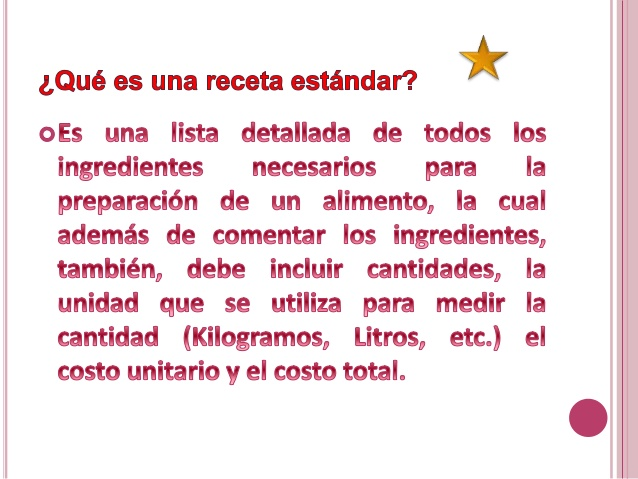 ¿Qué es una receta estándar?
Es una lista detallada de todos los
ingredientes necesarios para la
preparación de un alimento, la cual
además de comentar los ingredientes,
también, debe incluir cantidades, la
unidad que se utiliza para medir la
cantidad (Kilogramos, Litros, etc.) el
costo unitario y el costo total.